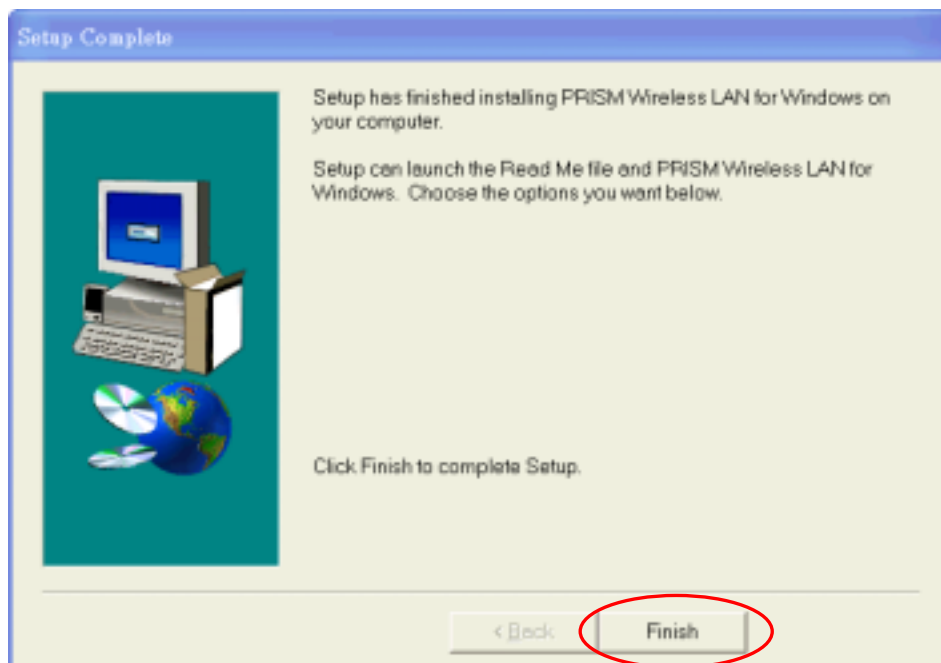 Setup Complete
Setup has finished installing PRISM Wireless LAN for Windows on
your computer.
Setup can launch the Read Me file and PRISM Wireless LAN for
Windows. Choose the options you want below.
Click Finish to complete Setup.
< Back
Finish